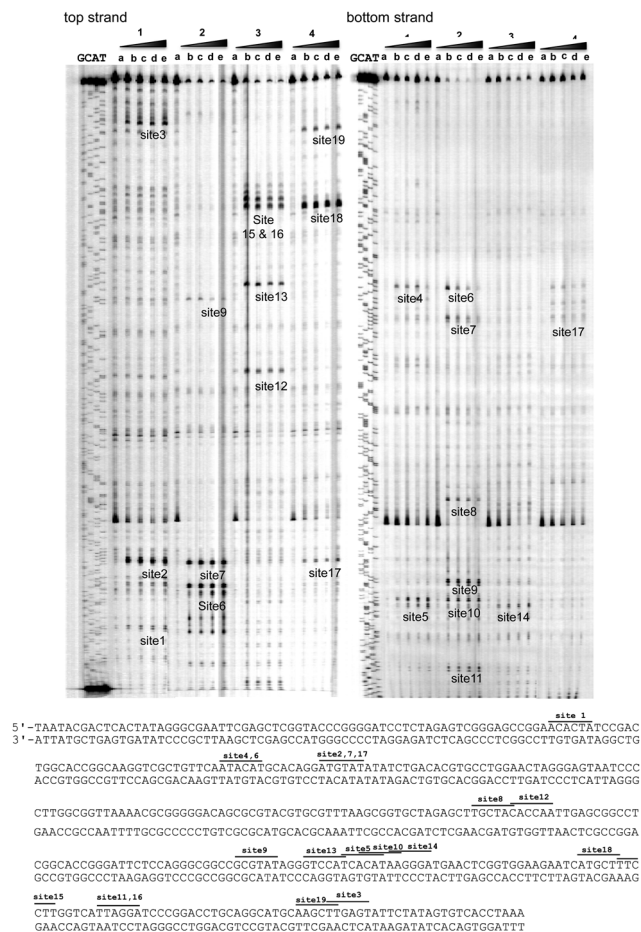 top strand
1 2 3 4
GCAT a b c d e a b c d e a b c d e a b c d e
site3
site19
Site
15 & 16
site18
site13
site9
site12
site2
site7
site17
Site6
site1
bottom strand
2 3
GCAT a b c d e a b c d e a b c d e a b c d e
site4
site6
site7
site17
site8
site9
site5
site10
site14
site11
site 1
5'-TAATACGACTCACTATAGGGCGAATTCGAGCTCGGTACCCGGGGATCCTCTAGAGTCGGGAGCCGGAACACTATCCGAC
3'-ATTATGCTGAGTGATATCCCGCTTAAGCTCGAGCCATGGGCCCCTAGGAGATCTCAGCCCTCGGCCTTGTGATAGGCTG
site4,6 site2,7,17
TGGCACCGGCAAGGTCGCTGTTCAATACATGCACAGGATGTATATATCTGACACGTGCCTGGAACTAGGGAGTAATCCC
ACCGTGGCCGTTCCAGCGACAAGTTATGTACGTGTCCTACATATATAGACTGTGCACGGACCTTGATCCCTCATTAGGG
site8 site12
CTTGGCGGTTAAAACGCGGGGGACAGCGCGTACGTGCGTTTAAGCGGTGCTAGAGCTTGCTACACCAATTGAGCGGCCT
GAACCGCCAATTTTGCGCCCCCTGTCGCGCATGCACGCAAATTCGCCACGATCTCGAACGATGTGGTTAACTCGCCGGA
site9 site13 site5 site10 site14 site18
CGGCACCGGGATTCTCCAGGGCGGCCGCGTATAGGGTCCATCACATAAGGGATGAACTCGGTGGAAGAATCATGCTTTC
GCCGTGGCCCTAAGAGGTCCCGCCGGCGCATATCCCAGGTAGTGTATTCCCTACTTGAGCCACCTTCTTAGTACGAAAG
site15 site11,16 site19 site3
CTTGGTCATTAGGATCCCGGACCTGCAGGCATGCAAGCTTGAGTATTCTATAGTGTCACCTAAA
GAACCAGTAATCCTAGGGCCTGGACGTCCGTACGTTCGAACTCATAAGATATCACAGTGGATTT